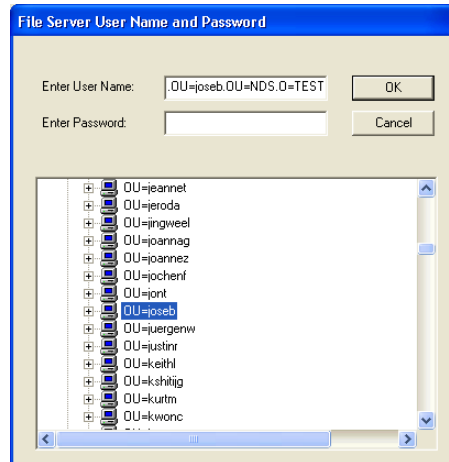 File Server User Name and Password
Enter User Name: .OU=joseb.OU=NDS.O=TEST OK
Enter Password: Cancel
OU=jeannet
OU=jeroda
OU=jingweel
OU=joannag
OU=joannez
OU=jochenf
OU=jont
OU=joseb
OU=juergenw
OU=justinr
OU=keithl
OU=kshitijg
OU=kurtm
OU=kwonc